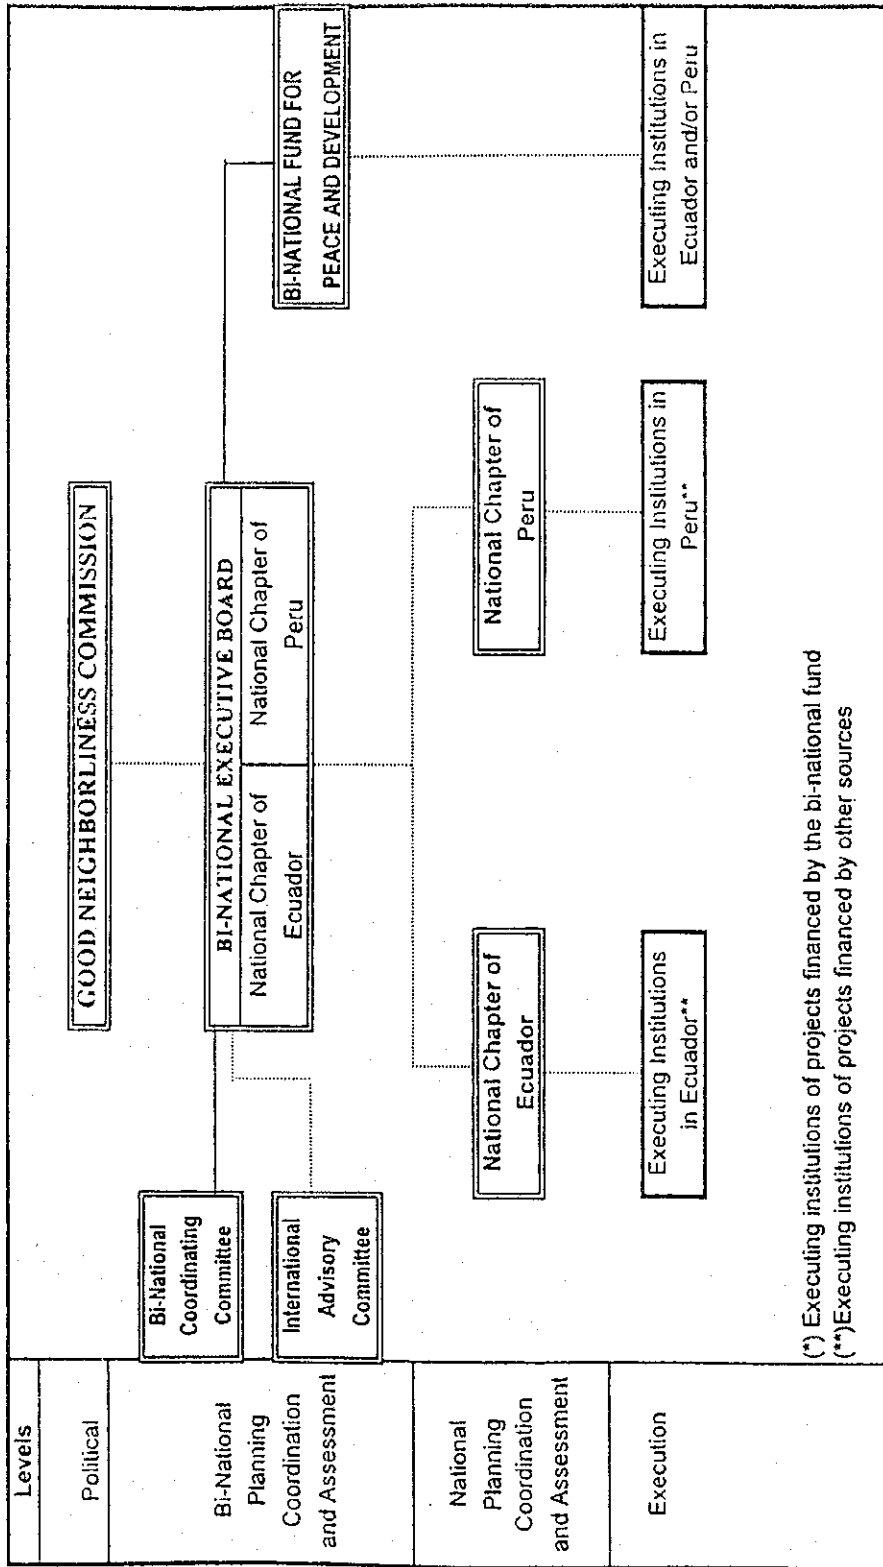 Levels
Political
GOOD NEIGHBORLINESS COMMISSION
Bi-National
Planning
Coordination
and Assessment
Bi-National
Coordinating
Committee
International
Advisory
Committee
BI-NATIONAL EXECUTIVE BOARD
National Chapter of
Ecuador
National Chapter of
Peru
BI-NATIONAL FUND FOR
PEACE AND DEVELOPMENT
National
Planning
Coordination
and Assessment
National Chapter of
Ecuador
National Chapter of
Peru
Execution
Executing Institutions
in Ecuador**
Executing Institutions in
Peru**
Executing Institutions in
Ecuador and/or Peru
(*) Executing institutions of projects financed by the bi-national fund
(**)Executing institutions of projects financed by other sources